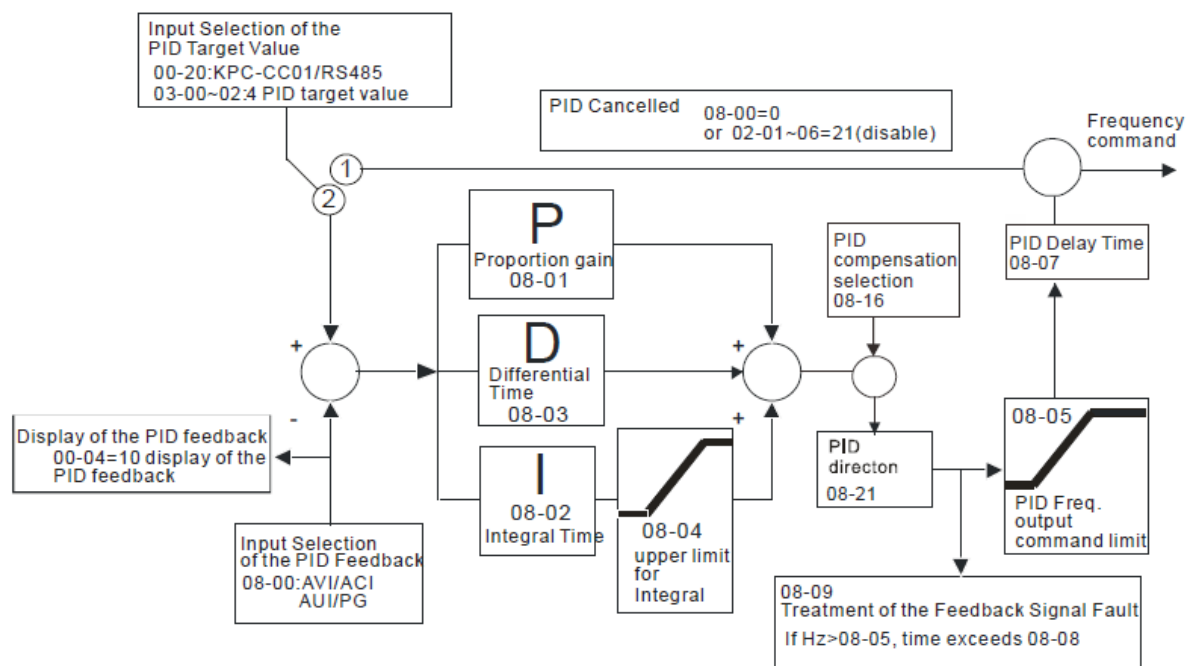 Input Selection of the
PID Target Value
00-20:KPC-CC01/RS485
03-00~02:4 PID target value
PID Cancelled 08-00=0
or 02-01~06=21(disable)
Frequency
command
1
2
P
Proportion gain
08-01
PID
compensation
selection
08-16
PID Delay Time
08-07
+
-
D
Differential
Time
08-03
+
+
Display of the PID feedback
00-04=10 display of the
PID feedback
I
08-02
Integral Time
08-04
upper limit
for
Integral
PID
directon
08-21
08-05
PID Freq.
output
command limit
Input Selection
of the PID Feedback
08-00:AVI/ACI
AUI/PG
08-09
Treatment of the Feedback Signal Fault
If Hz>08-05, time exceeds 08-08